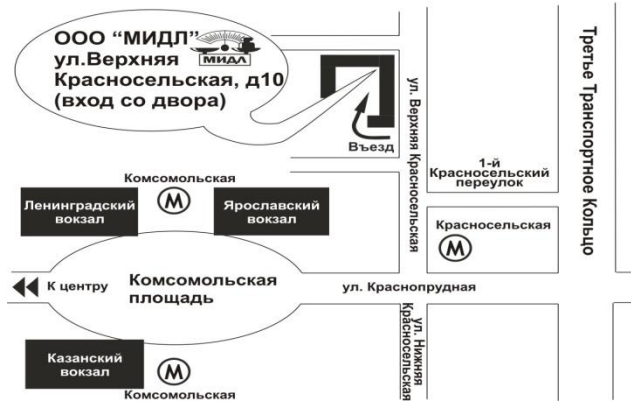 ООО “МИДЛ”
ул.Верхняя
Красносельская, д10
(вход со двора)
МИДЛ
Въезд
ул. Верхняя Красносельская
Третье Транспортное Кольцо
1-й
Красносельский
переулок
Комсомольская
М
Ленинградский
вокзал
Ярославский
вокзал
Красносельская
М
К центру
Комсомольская
площадь
ул. Краснопрудная
ул. Нижняя
Красносельская
Казанский
вокзал
М
Комсомольская